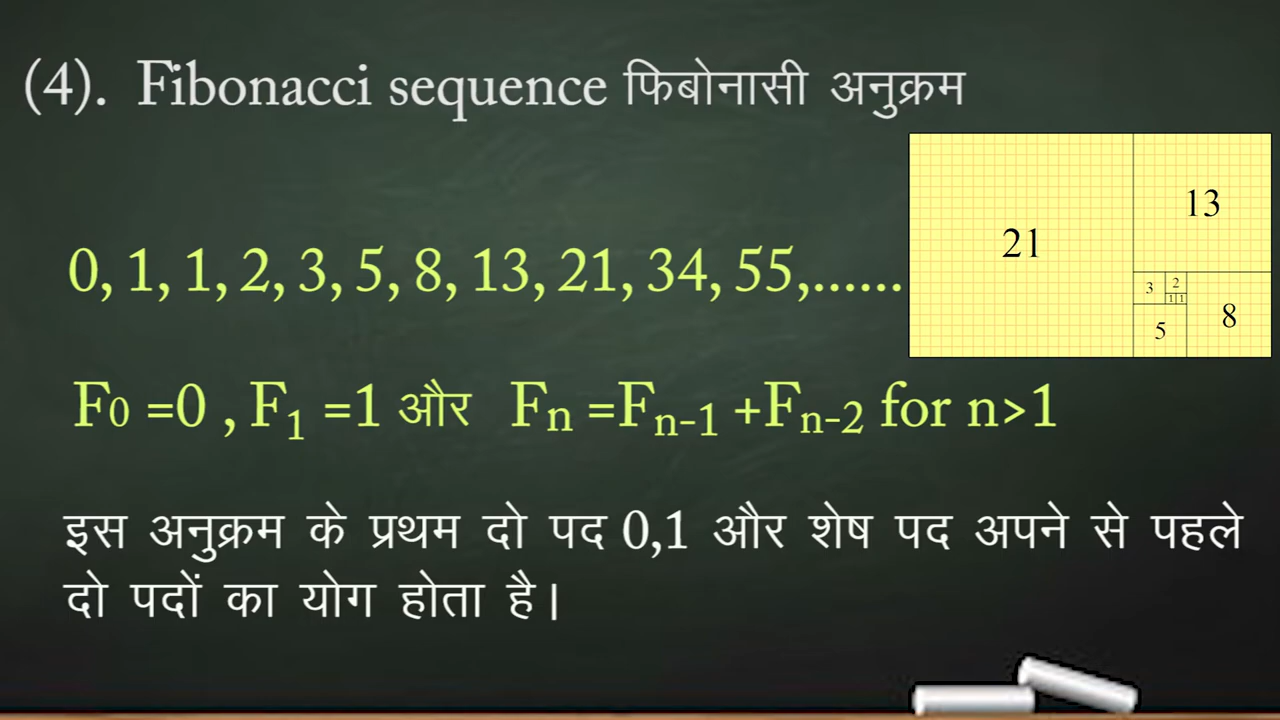 (4). Fibonacci sequence फिबोनासी अनुक्रम
0, 1, 1, 2, 3, 5, 8, 13, 21, 34, 55,......
21
13
3
2
1 1
8
5
F0 =0 , F1 =1 और Fn =Fn-1 +Fn-2 for n>1
इस अनुक्रम के प्रथम दो पद 0,1 और शेष पद अपने से पहले
दो पदों का योग होता है।